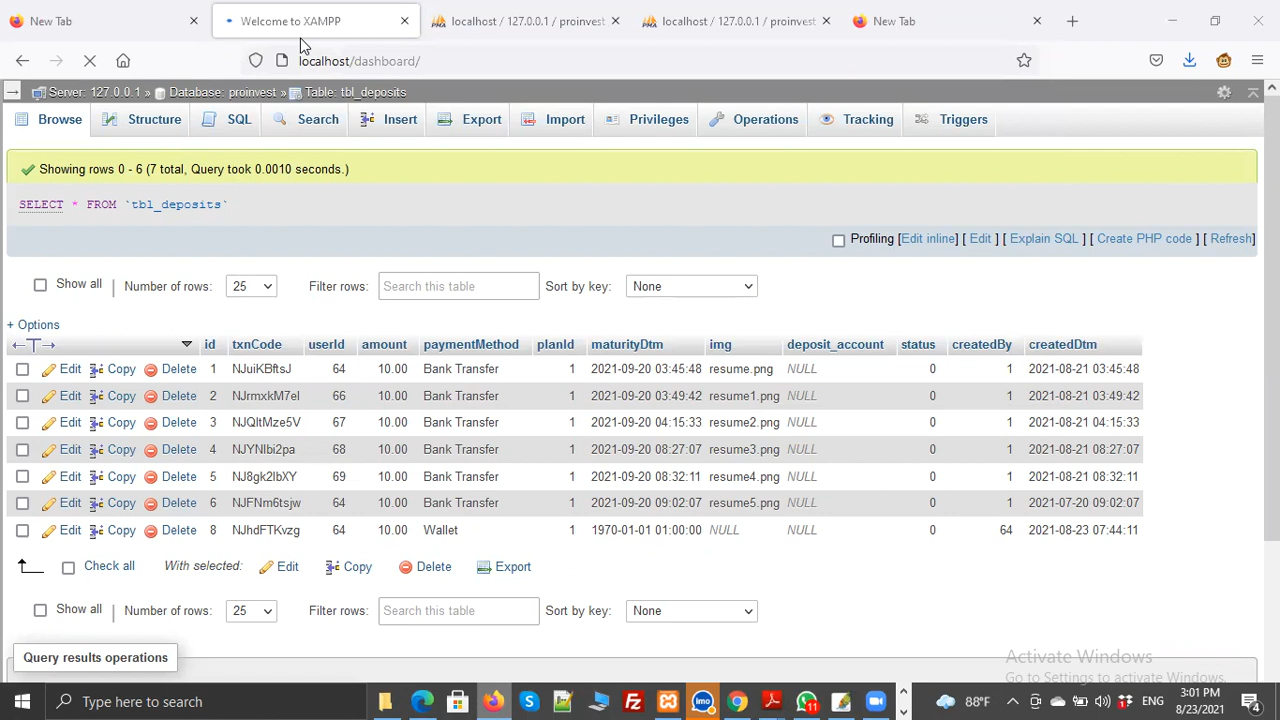 New Tab
Welcome to XAMPP
localhost / 127.0.0.1 / proinvest
localhost / 127.0.0.1 / proinvest
New Tab
localhost/dashboard/
Server: 127.0.0.1 » Database: proinvest » Table: tbl_deposits
Browse Structure SQL Search Insert Export Import Privileges Operations Tracking Triggers
Showing rows 0 - 6 (7 total, Query took 0.0010 seconds.)
SELECT * FROM `tbl_deposits`
Profiling [Edit inline] [ Edit ] [ Explain SQL ] [ Create PHP code ] [ Refresh]
Show all | Number of rows: 25 Filter rows: Search this table Sort by key: None
+ Options
←T→ id txnCode userId amount paymentMethod planId maturityDtm img deposit_account status createdBy createdDtm
Edit Copy Delete 1 NJuiKBftsJ 64 10.00 Bank Transfer 1 2021-09-20 03:45:48 resume.png NULL 0 1 2021-08-21 03:45:48
Edit Copy Delete 2 NJrmxkM7el 66 10.00 Bank Transfer 1 2021-09-20 03:49:42 resume1.png NULL 0 1 2021-08-21 03:49:42
Edit Copy Delete 3 NJQltMze5V 67 10.00 Bank Transfer 1 2021-09-20 04:15:33 resume2.png NULL 0 1 2021-08-21 04:15:33
Edit Copy Delete 4 NJYNlbi2pa 68 10.00 Bank Transfer 1 2021-09-20 08:27:07 resume3.png NULL 0 1 2021-08-21 08:27:07
Edit Copy Delete 5 NJ8gk2lbXY 69 10.00 Bank Transfer 1 2021-09-20 08:32:11 resume4.png NULL 0 1 2021-08-21 08:32:11
Edit Copy Delete 6 NJFNm6tsjw 64 10.00 Bank Transfer 1 2021-09-20 09:02:07 resume5.png NULL 0 1 2021-07-20 09:02:07
Edit Copy Delete 8 NJhdFTKvzg 64 10.00 Wallet 1 1970-01-01 01:00:00 NULL NULL 0 64 2021-08-23 07:44:11
Check all With selected: Edit Copy Delete Export
Show all | Number of rows: 25 Filter rows: Search this table Sort by key: None
Query results operations
Activate Windows
Go to Settings to activate Windows.
Type here to search
imo
11
88°F
ENG
3:01 PM
8/23/2021
4